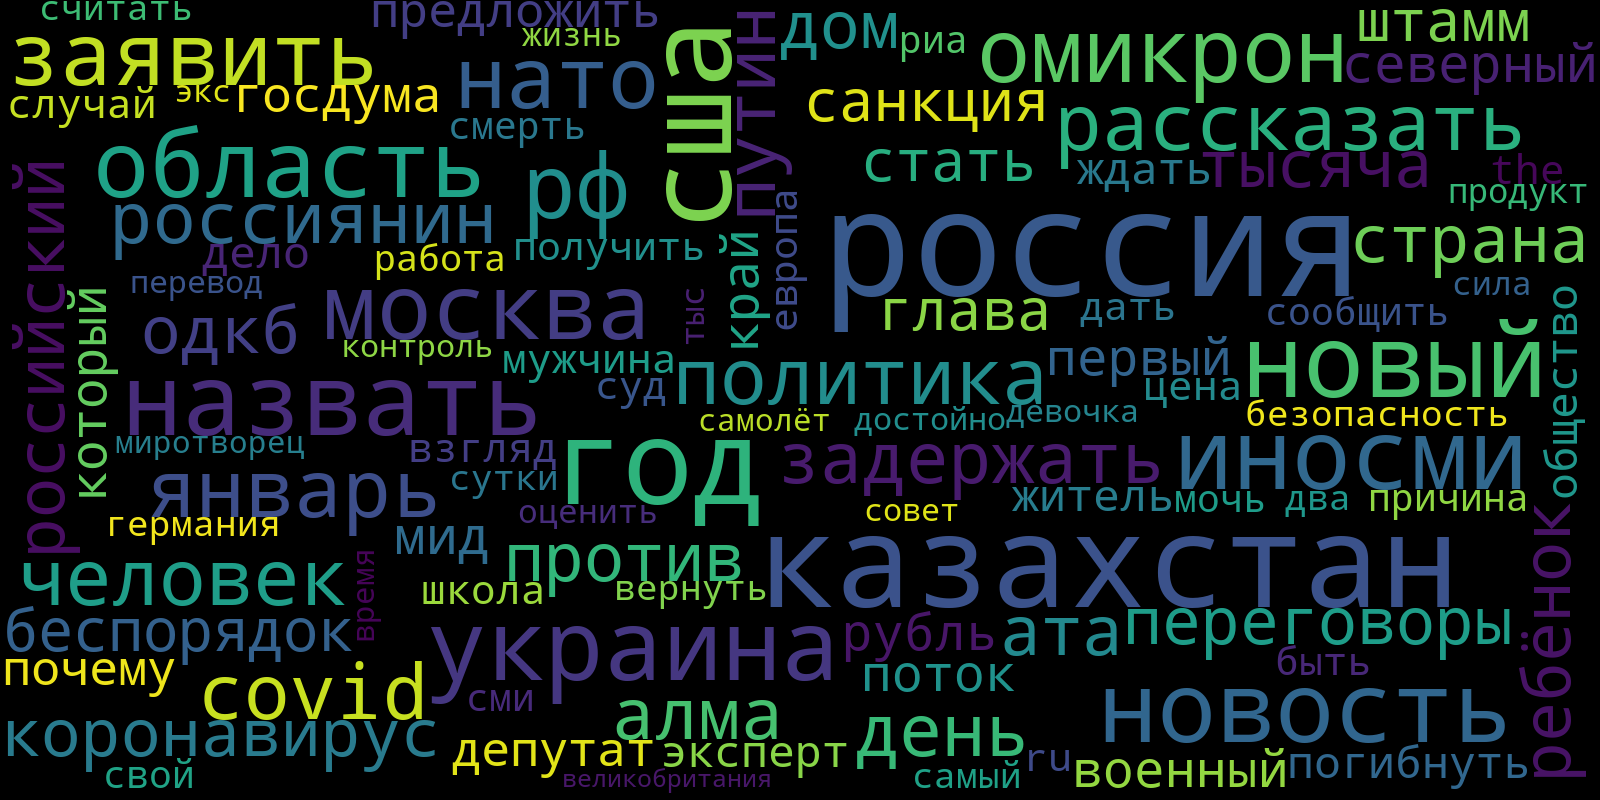 считать
предложить
жизнь
сша
путин
дом
риа
омикрон
штамм
северный
заявить
нато
случай
экс
госдума
смерть
санкция
рассказать
область
рф
стать
ждать
тысяча
the
продукт
российский
россиянин
дело
работа
получить
край
европа
россия
страна
перевод
который
одкб
москва
тыс
глава
дать
сообщить
сила
общество
контроль
мужчина
политика
первый
новый
назвать
суд
цена
самолёт
достойно
девочка
безопасность
миротворец
взгляд
год
задержать
иносми
январь
сутки
житель
мочь
два
причина
германия
оценить
совет
мид
против
казахстан
ребёнок
человек
время
школа
вернуть
беспорядок
украина
рубль
ата
переговоры
почему
covid
сми
поток
быть
коронавирус
алма
день
новость
депутат
эксперт
ru
военный
погибнуть
свой
великобритания
самый